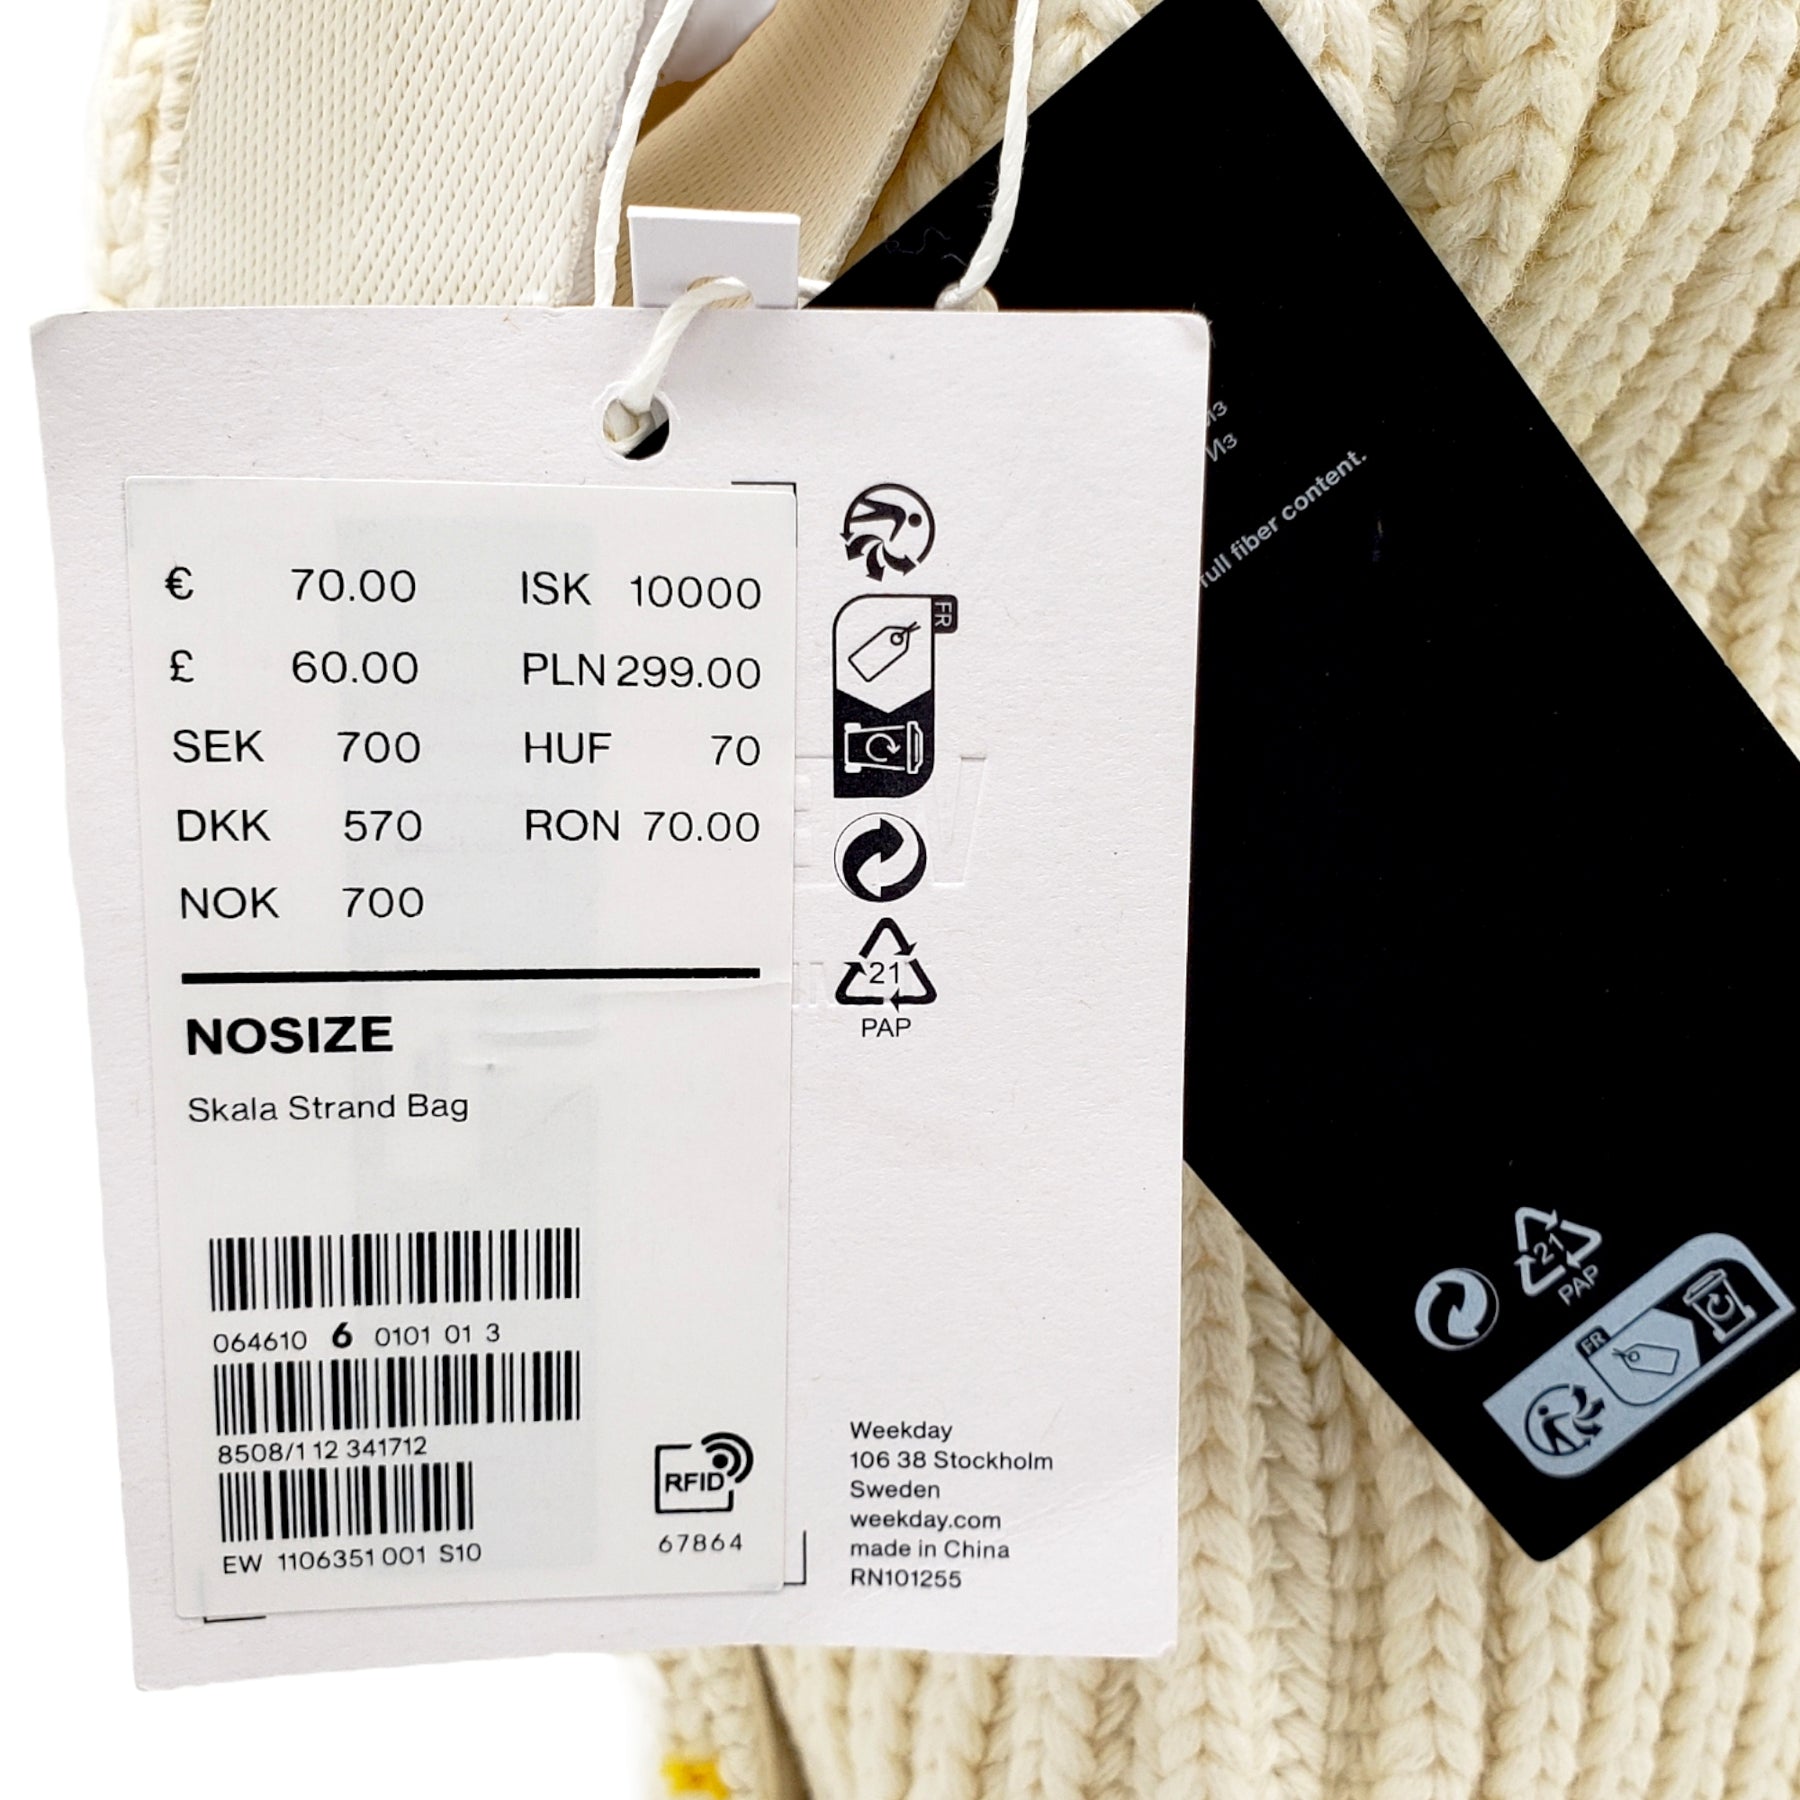 € 70.00 ISK 10000
£ 60.00 PLN 299.00
SEK 700 HUF 70
DKK 570 RON 70.00
NOK 700
NOSIZE
Skala Strand Bag
064610 6 0101 01 3
8508/1 12 341712
EW 1106351 001 S10
RFID
67864
FR
21
PAP
Weekday
106 38 Stockholm
Sweden
weekday.com
made in China
RN101255
из
Из
full fiber content.
21
PAP
FR